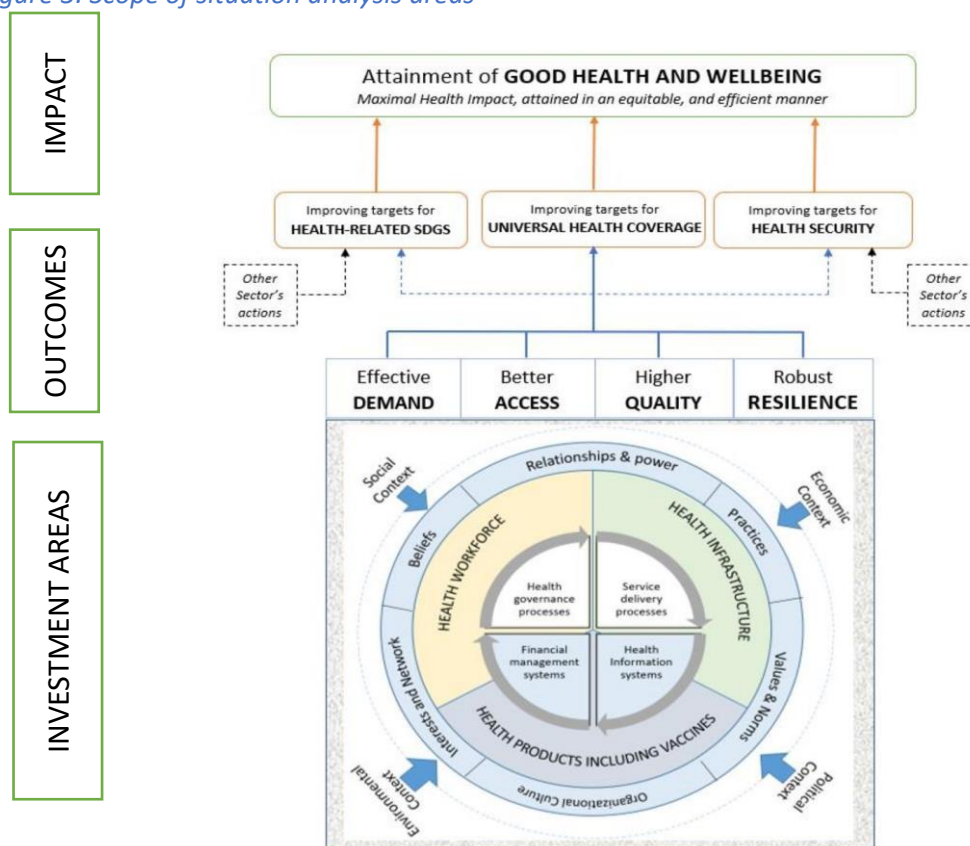 Figure 3. Scope of situation analysis areas
IMPACT
Attainment of GOOD HEALTH AND WELLBEING
Maximal Health Impact, attained in an equitable, and efficient manner
OUTCOMES
Improving targets for
HEALTH-RELATED SDGS
Improving targets for
UNIVERSAL HEALTH COVERAGE
Improving targets for
HEALTH SECURITY
Other
Sector's
actions
Other
Sector's
actions
Effective
DEMAND
Better
ACCESS
Higher
QUALITY
Robust
RESILIENCE
INVESTMENT AREAS
Social
Context
Economic
Context
Relationships & power
Beliefs
Practices
HEALTH WORKFORCE
HEALTH INFRASTRUCTURE
Health
governance
processes
Service
delivery
processes
Financial
management
systems
Health
Information
systems
Interests and Network
Values & Norms
HEALTH PRODUCTS INCLUDING VACCINES
Organizational Culture
Environmental
Context
Political
Context